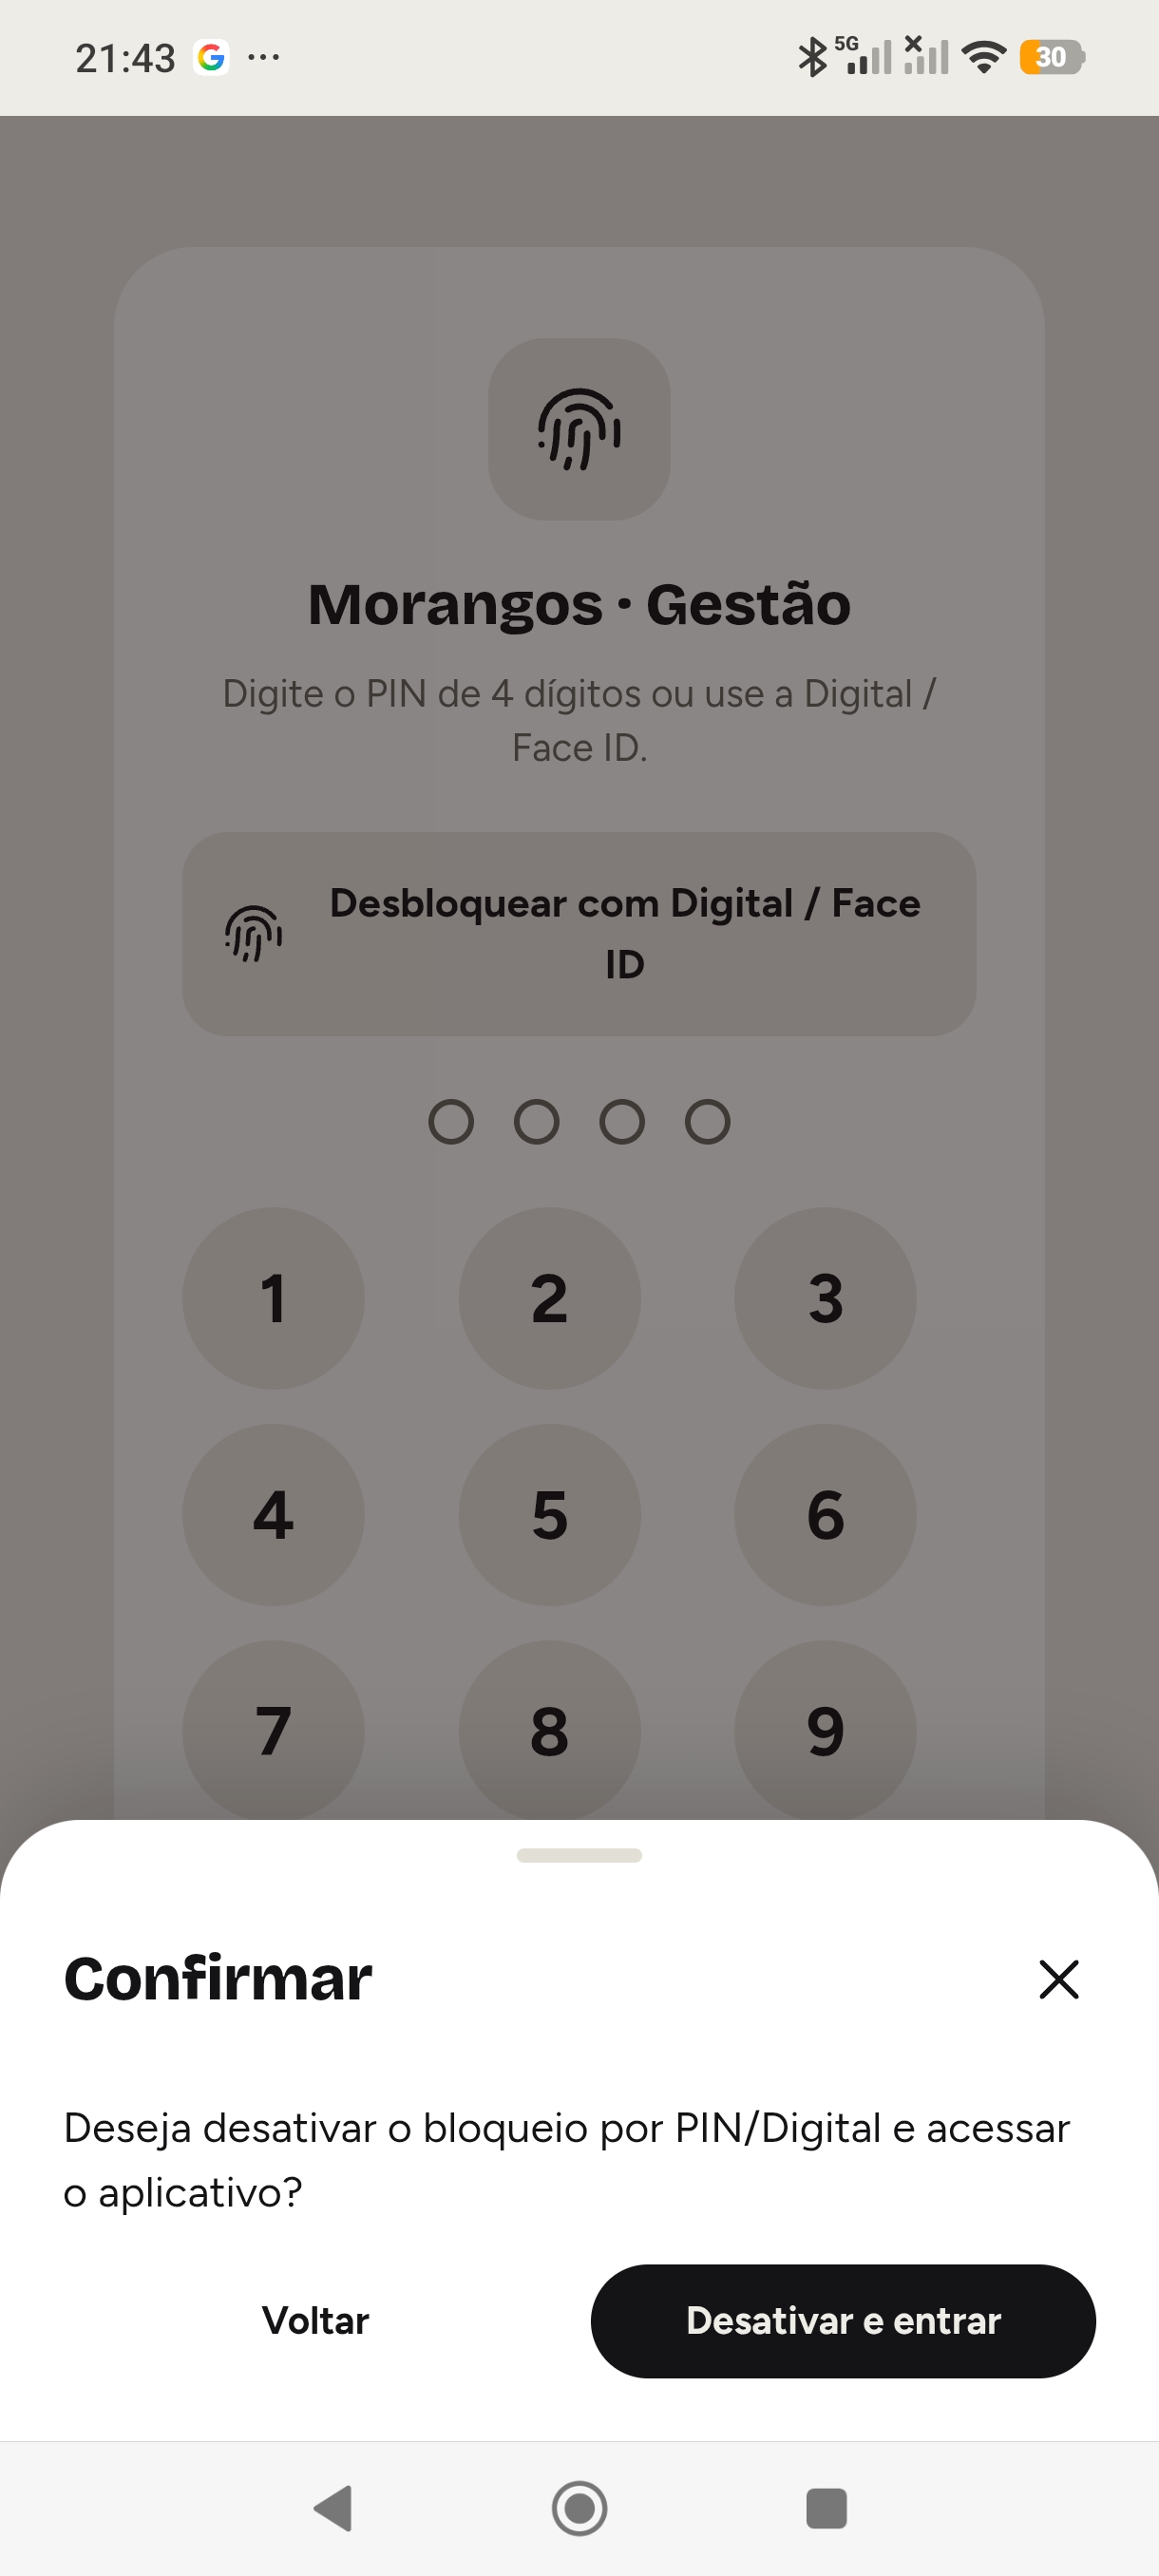 21:43
5G
30
Morangos · Gestão
Digite o PIN de 4 dígitos ou use a Digital /
Face ID.
Desbloquear com Digital / Face
ID
1 2 3
4 5 6
7 8 9
Confirmar
Deseja desativar o bloqueio por PIN/Digital e acessar
o aplicativo?
Voltar Desativar e entrar